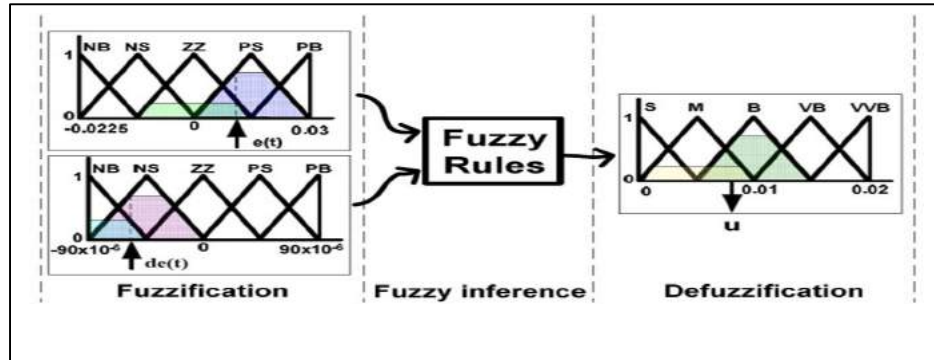 NB NS ZZ PS PB
1
0
-0.0225 0 0.03
e(t)
NB NS ZZ PS PB
1
0
-90x10-6 0 90x10-6
de(t)
Fuzzification
Fuzzy
Rules
Fuzzy inference
S M B VB VVB
1
0
0 0.01 0.02
u
Defuzzification